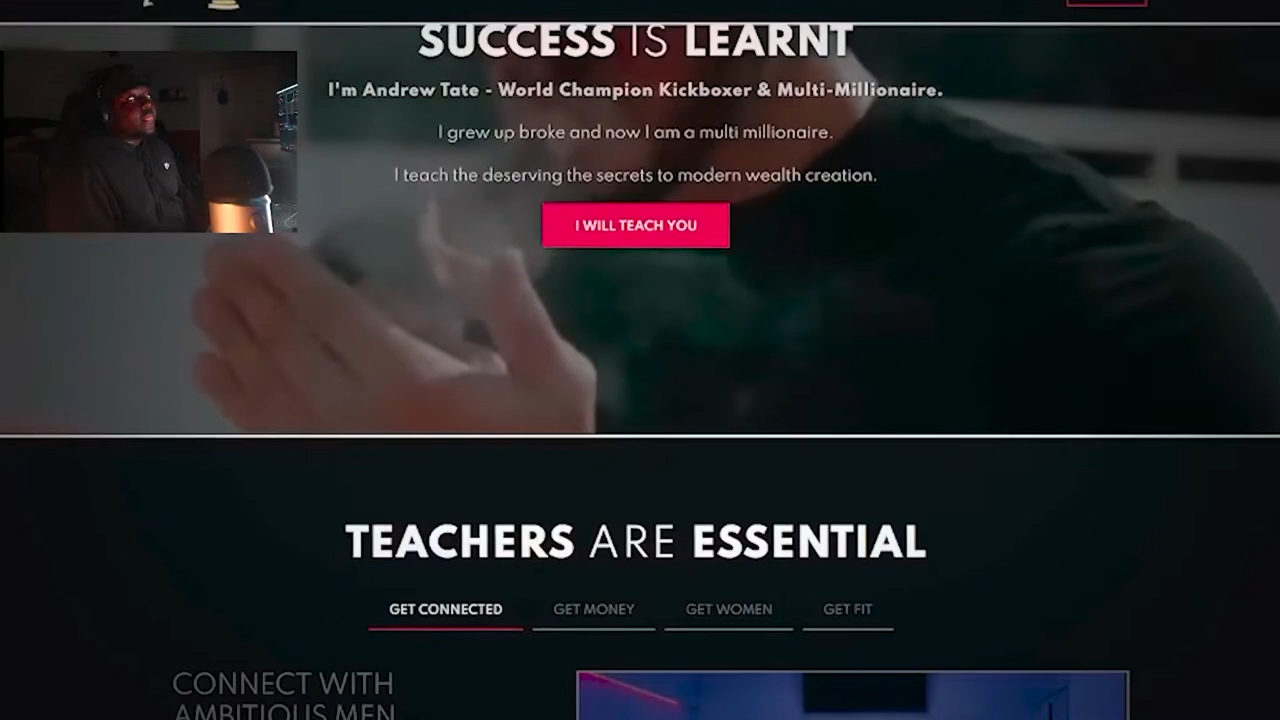 SUCCESS IS LEARNT
I'm Andrew Tate - World Champion Kickboxer & Multi-Millionaire.
I grew up broke and now I am a multi millionaire.
I teach the deserving the secrets to modern wealth creation.
I WILL TEACH YOU
TEACHERS ARE ESSENTIAL
GET CONNECTED GET MONEY GET WOMEN GET FIT
CONNECT WITH
AMBITIOUS MEN